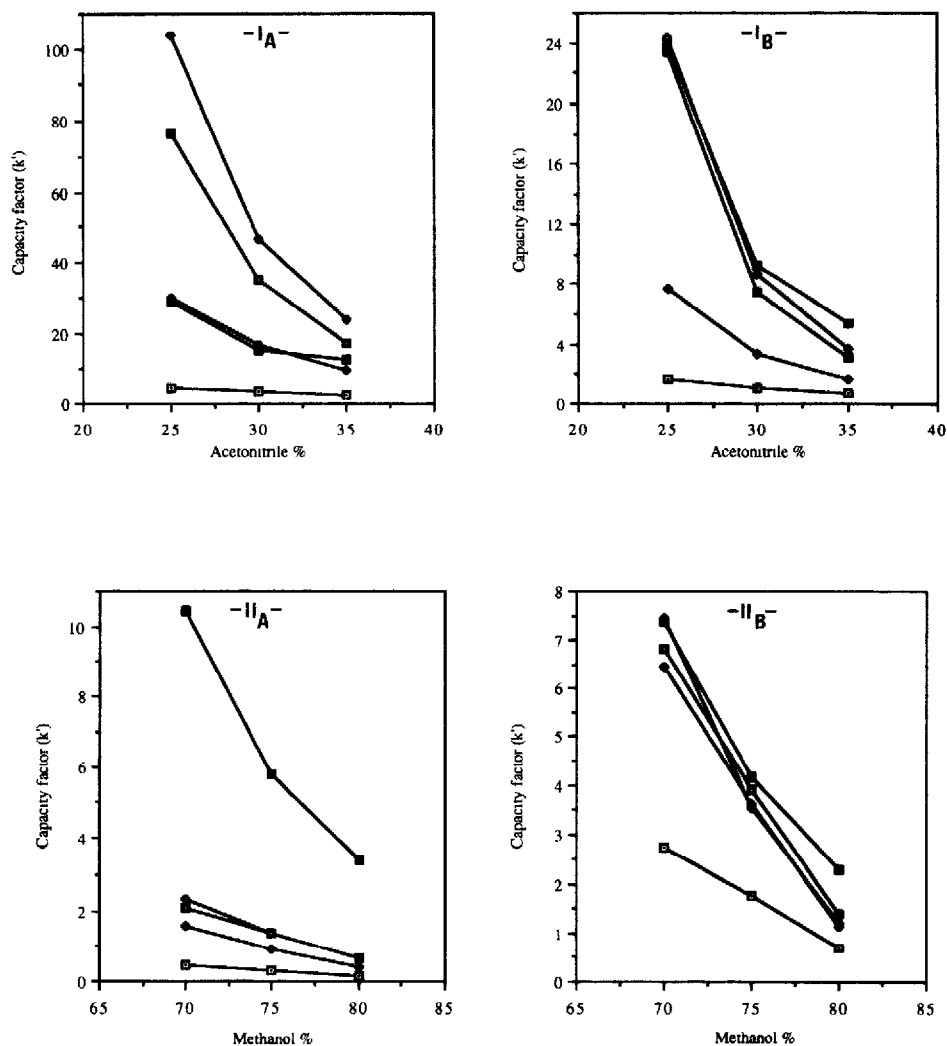 -IA-
Capacity factor (k')
100
80
60
40
20
0
20 25 30 35 40
Acetonitrile %
-IB-
Capacity factor (k')
24
20
16
12
8
4
0
20 25 30 35 40
Acetonitrile %
-IIA-
Capacity factor (k')
10
8
6
4
2
0
65 70 75 80 85
Methanol %
-IIB-
Capacity factor (k')
8
7
6
5
4
3
2
1
0
65 70 75 80 85
Methanol %